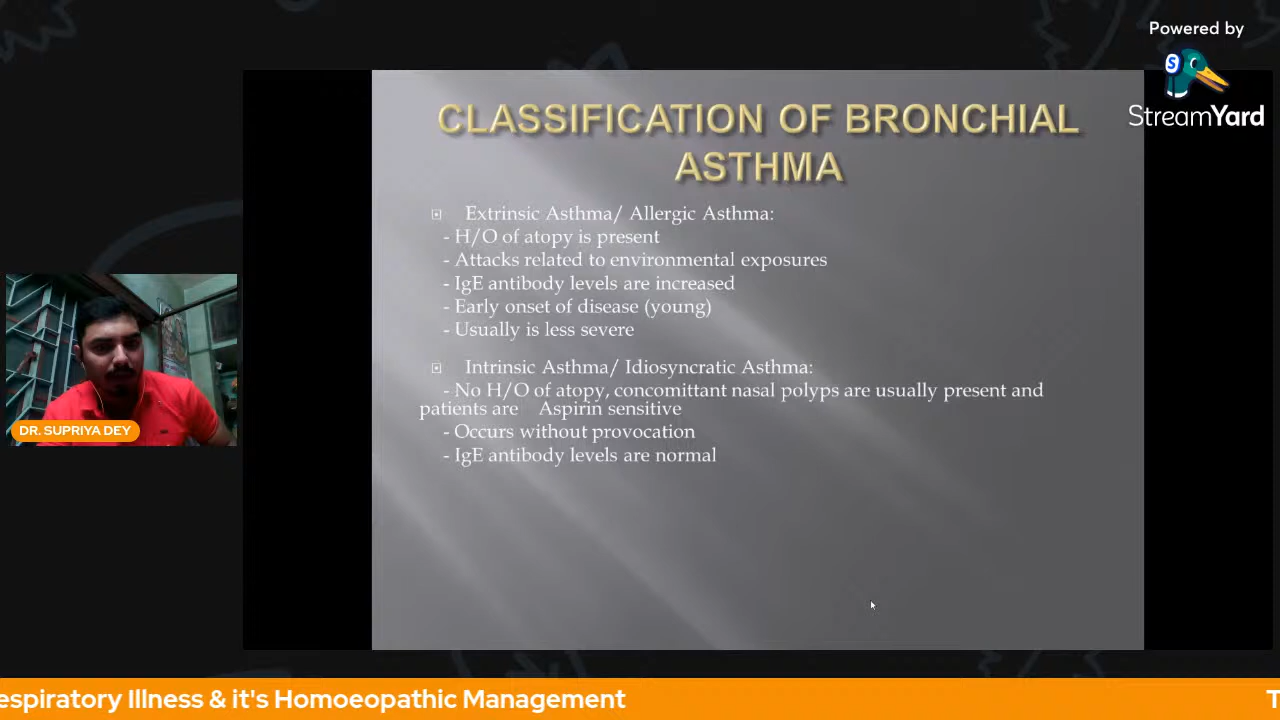 Powered by
StreamYard
CLASSIFICATION OF BRONCHIAL
ASTHMA
Extrinsic Asthma/ Allergic Asthma:
- H/O of atopy is present
- Attacks related to environmental exposures
- IgE antibody levels are increased
- Early onset of disease (young)
- Usually is less severe
Intrinsic Asthma/ Idiosyncratic Asthma:
- No H/O of atopy, concomittant nasal polyps are usually present and
patients are Aspirin sensitive
- Occurs without provocation
- IgE antibody levels are normal
DR. SUPRIYA DEY
espiratory Illness & it's Homoeopathic Management
T